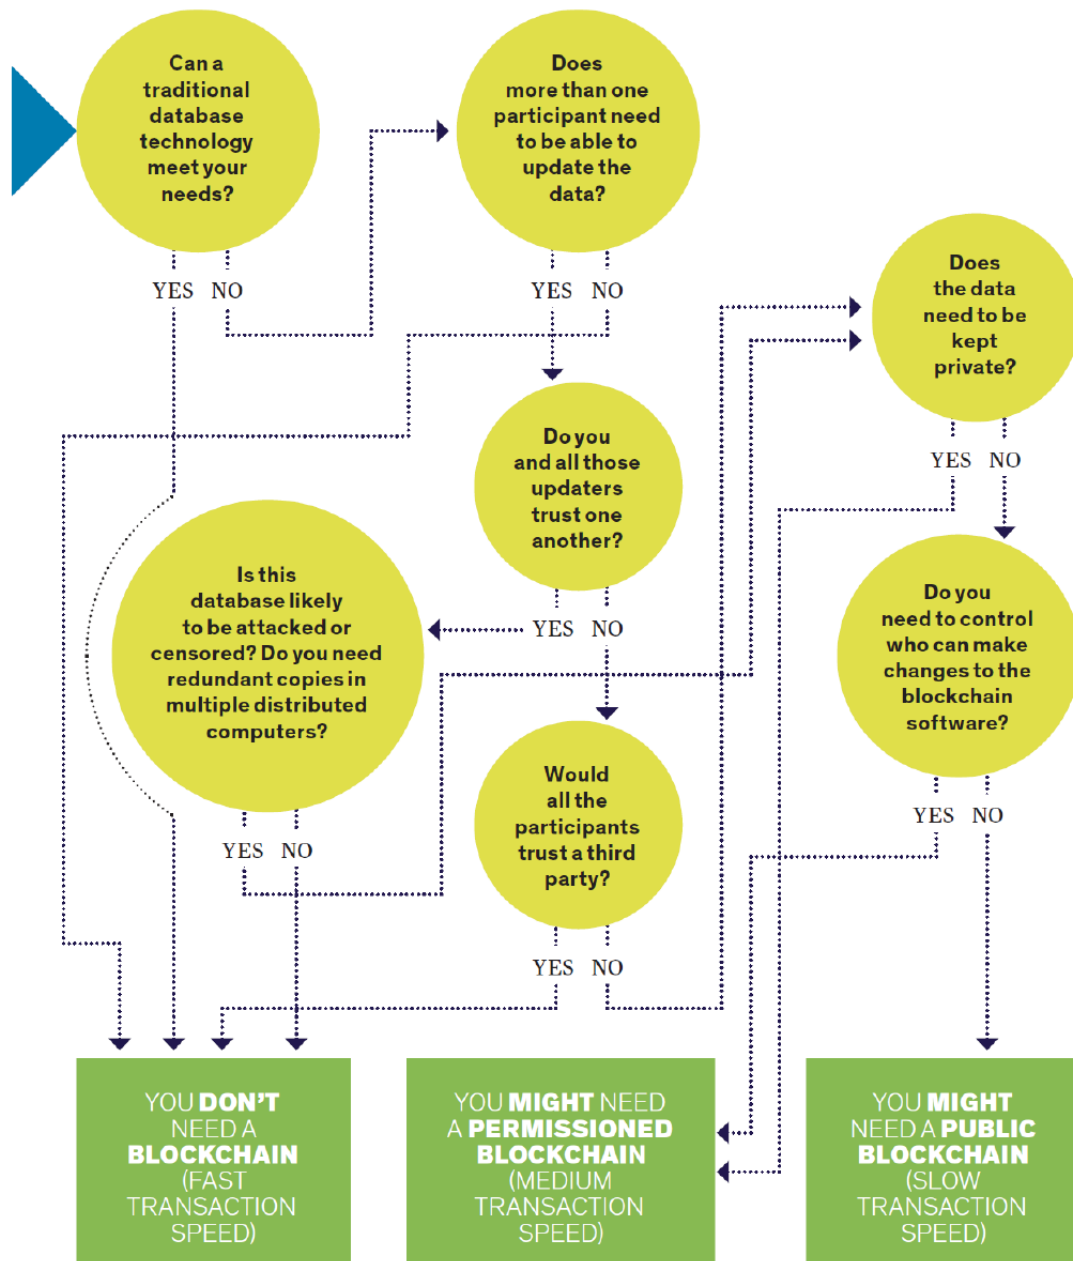 Can a
traditional
database
technology
meet your
needs?
YES NO
Does
more than one
participant need
to be able to
update the
data?
YES NO
Does
the data
need to be
kept
private?
YES NO
Do you
and all those
updaters
trust one
another?
YES NO
Is this
database likely
to be attacked or
censored? Do you need
redundant copies in
multiple distributed
computers?
YES NO
Do you
need to control
who can make
changes to the
blockchain
software?
YES NO
Would
all the
participants
trust a third
party?
YES NO
YOU DON'T
NEED A
BLOCKCHAIN
(FAST
TRANSACTION
SPEED)
YOU MIGHT NEED
A PERMISSIONED
BLOCKCHAIN
(MEDIUM
TRANSACTION
SPEED)
YOU MIGHT
NEED A PUBLIC
BLOCKCHAIN
(SLOW
TRANSACTION
SPEED)